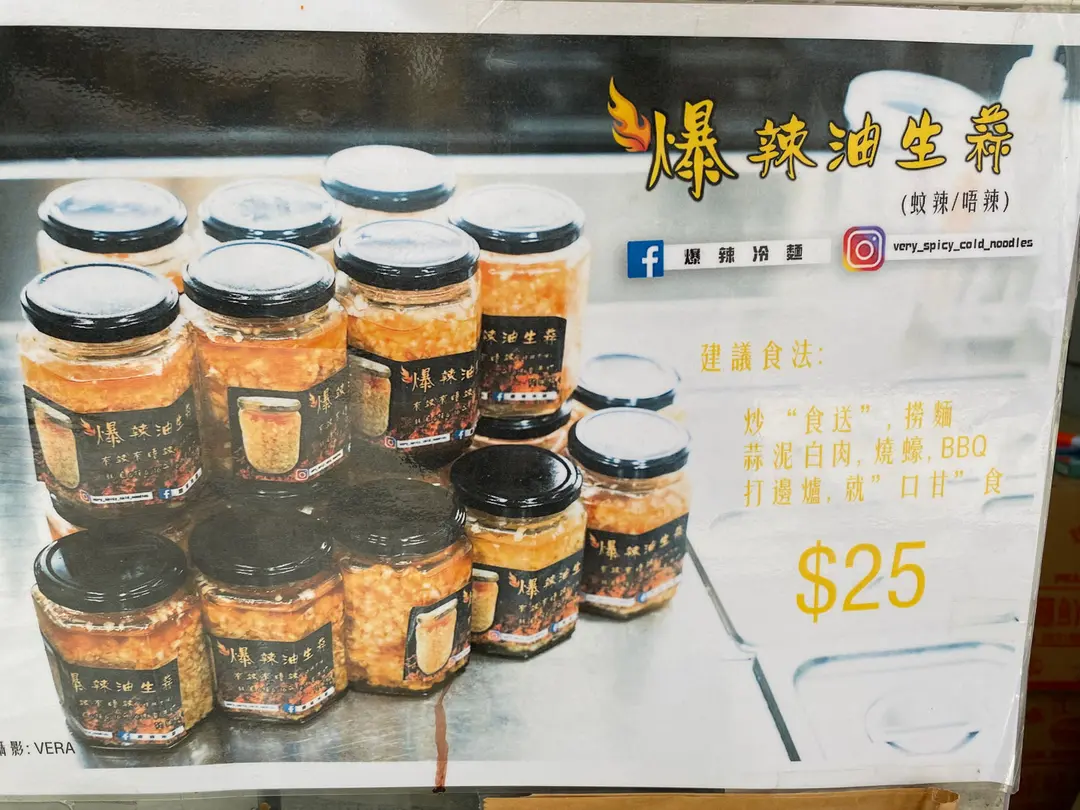 爆辣油生蒜
(蚊辣/唔辣)
爆辣冷麵
very_spicy_cold_noodles
建議食法:
炒 “食送”, 撈麵
蒜泥白肉, 燒蠔, BBQ
打邊爐, 就” 口甘” 食
$25
辣油生蒜
爆辣油
爆辣油生蒜
爆辣油生蒜
爆辣油生蒜
爆辣油生蒜
攝影: VERA